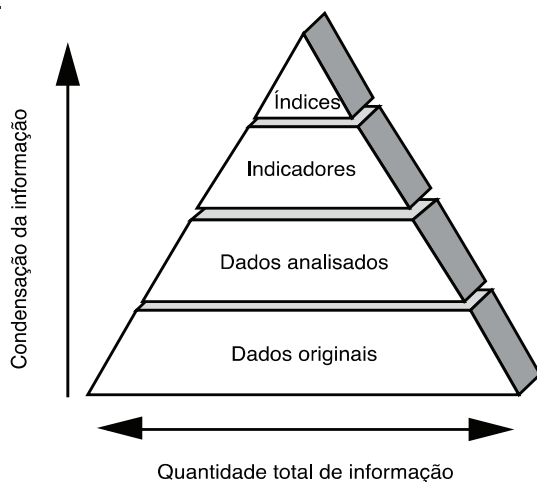 Condensação da informação
Índices
Indicadores
Dados analisados
Dados originais
Quantidade total de informação